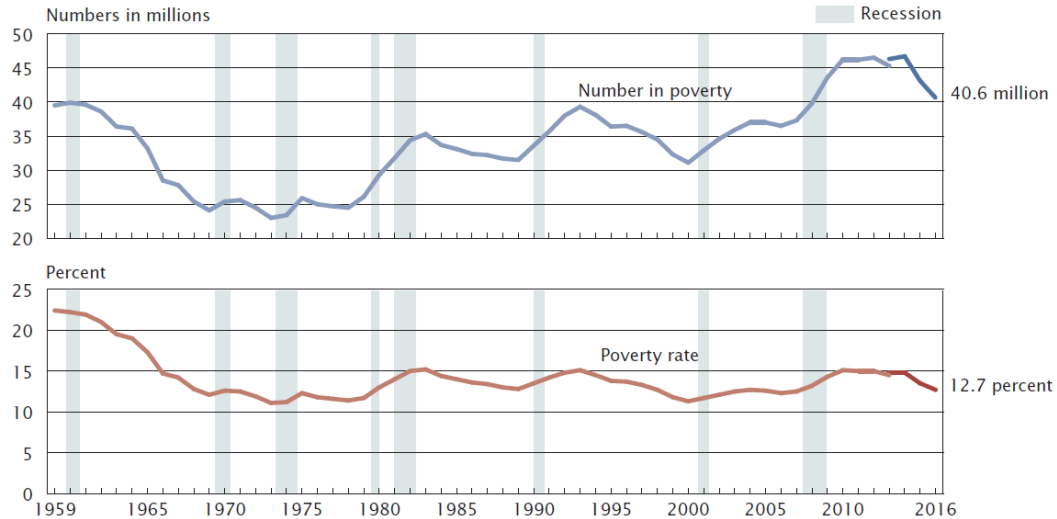 Numbers in millions
Recession
50
45
40
35
30
25
20
Number in poverty
40.6 million
Percent
25
20
15
10
5
0
Poverty rate
12.7 percent
1959 1965 1970 1975 1980 1985 1990 1995 2000 2005 2010 2016